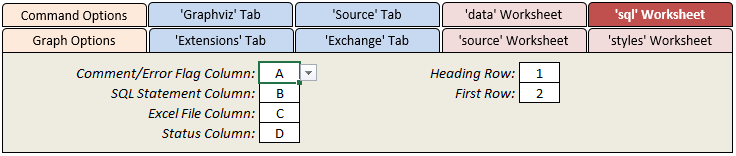 Command Options 'Graphviz' Tab 'Source' Tab 'data' Worksheet 'sql' Worksheet
Graph Options 'Extensions' Tab 'Exchange' Tab 'source' Worksheet 'styles' Worksheet
Comment/Error Flag Column: A Heading Row: 1
SQL Statement Column: B First Row: 2
Excel File Column: C
Status Column: D